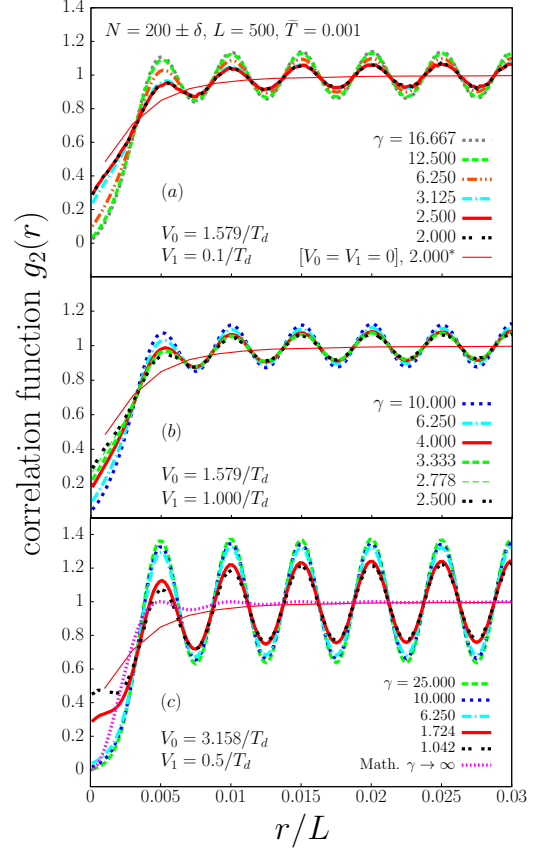 correlation function g₂(r)
1.4
1.2
1
0.8
0.6
0.4
0.2
0
N = 200 ± δ, L = 500, T̃ = 0.001
γ = 16.667
12.500
6.250
3.125
2.500
2.000
[V₀ = V₁ = 0], 2.000*
(a)
V₀ = 1.579/T_d
V₁ = 0.1/T_d
1.2
1
0.8
0.6
0.4
0.2
γ = 10.000
6.250
4.000
3.333
2.778
2.500
(b)
V₀ = 1.579/T_d
V₁ = 1.000/T_d
1.4
1.2
1
0.8
0.6
0.4
0.2
0
γ = 25.000
10.000
6.250
1.724
1.042
Math. γ → ∞
(c)
V₀ = 3.158/T_d
V₁ = 0.5/T_d
0 0.005 0.01 0.015 0.02 0.025 0.03
r/L